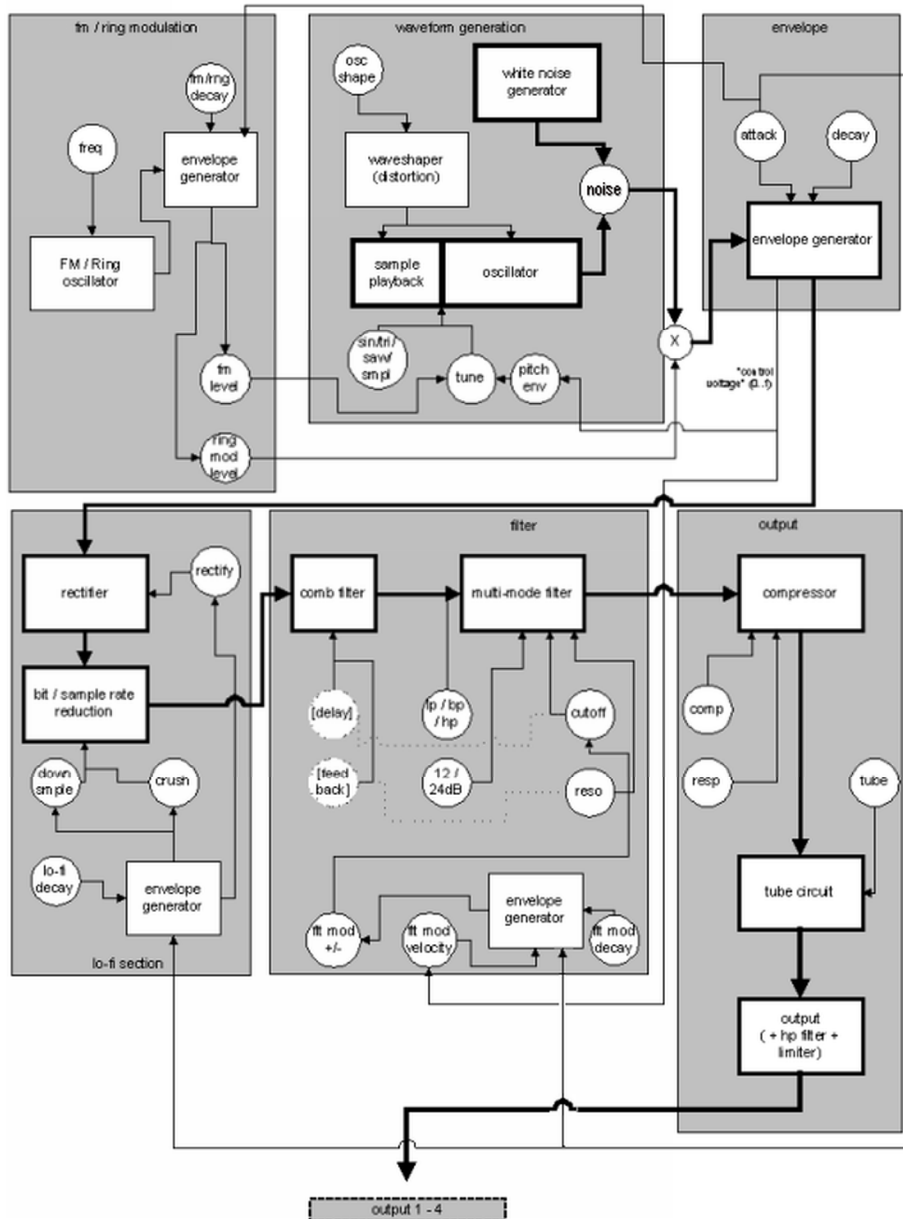 fm / ring modulation
fm/rng
decay
freq
envelope
generator
FM / Ring
oscillator
fm
level
ring
mod
level
waveform generation
osc
shape
white noise
generator
waveshaper
(distortion)
noise
sample
playback
oscillator
sin/tri/
saw/
smpl
tune
pitch
env
X
envelope
attack
decay
envelope generator
"control
voltage" (0..1)
rectifier
rectify
bit / sample rate
reduction
down
smple
crush
lo-fi
decay
envelope
generator
lo-fi section
filter
comb filter
multi-mode filter
[delay]
lp / bp
/ hp
cutoff
[feed
back]
12 /
24dB
reso
envelope
generator
flt mod
+/-
flt mod
velocity
flt mod
decay
output
compressor
comp
resp
tube
tube circuit
output
( + hp filter +
limiter)
output 1 - 4